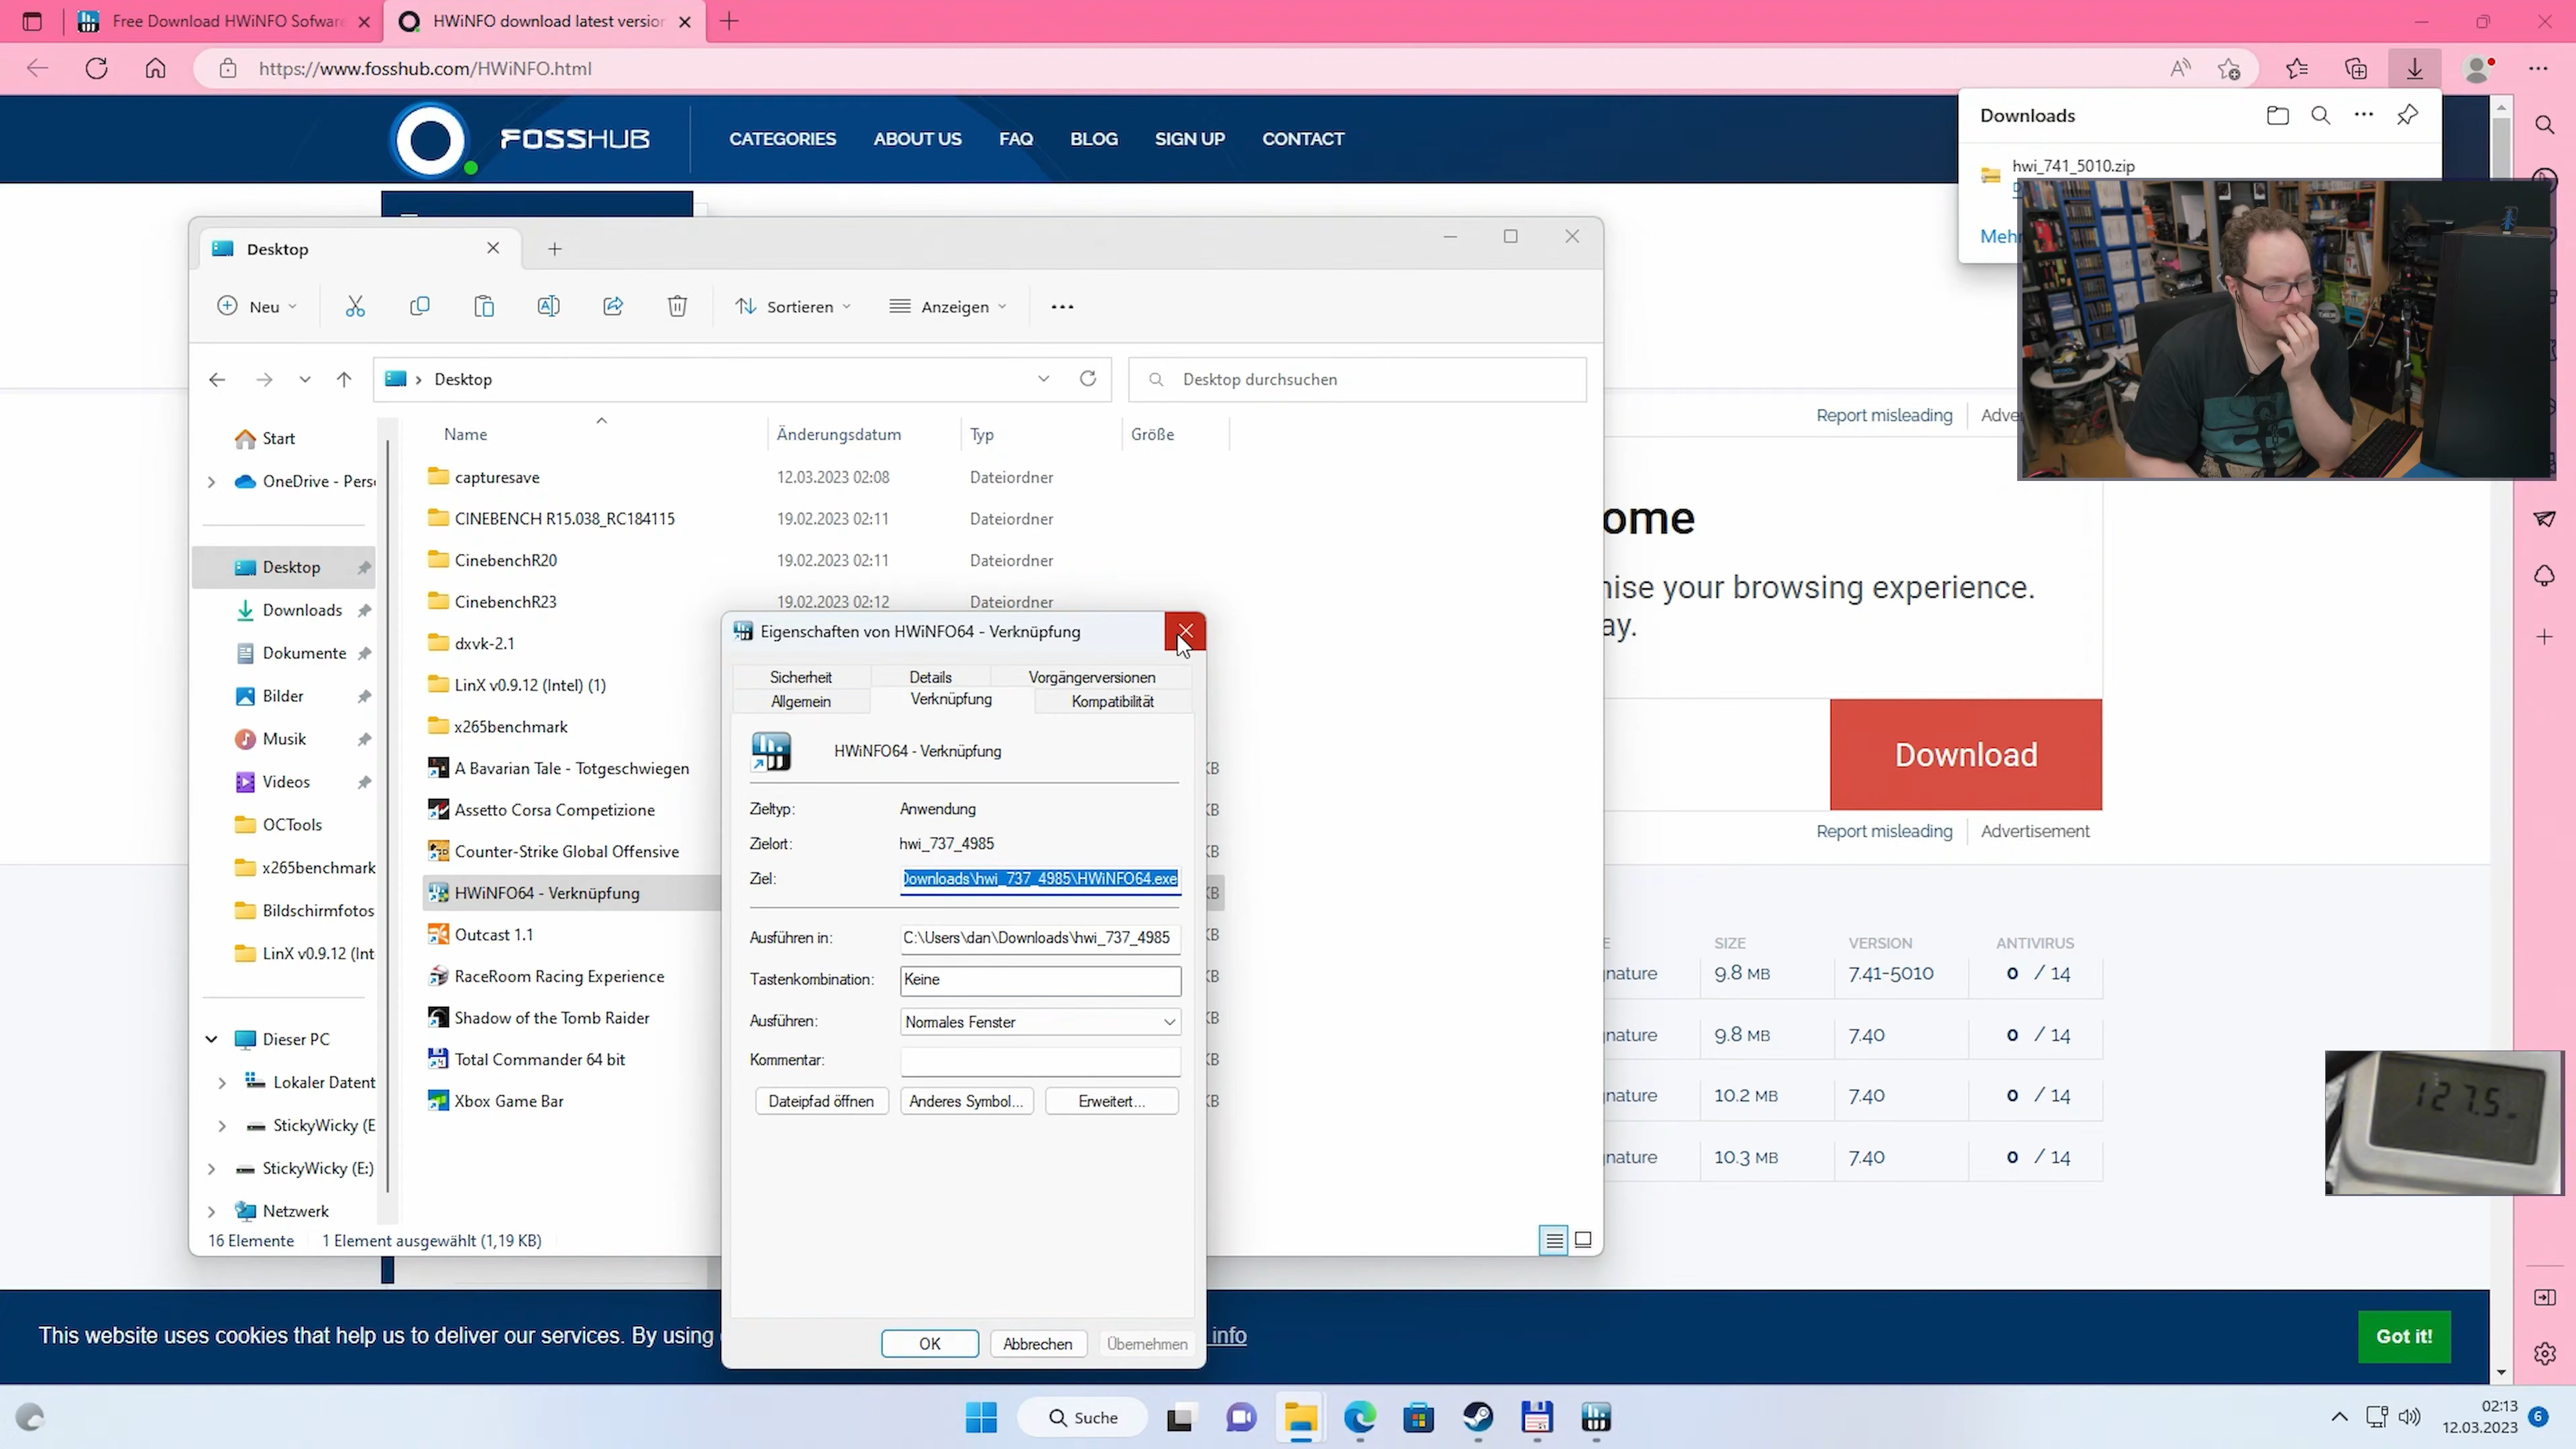 Free Download HWiNFO Sofware
HWiNFO download latest version
https://www.fosshub.com/HWiNFO.html
FOSSHUB
CATEGORIES
ABOUT US
FAQ
BLOG
SIGN UP
CONTACT
Downloads
hwi_741_5010.zip
Mehr
Desktop
Neu
Sortieren
Anzeigen
Desktop
Desktop durchsuchen
Name
Änderungsdatum
Typ
Größe
Start
OneDrive - Pers
Desktop
Downloads
Dokumente
Bilder
Musik
Videos
OCTools
x265benchmark
Bildschirmfotos
LinX v0.9.12 (Int
Dieser PC
Lokaler Datent
StickyWicky (E
StickyWicky (E:)
Netzwerk
capturesave 12.03.2023 02:08 Dateiordner
CINEBENCH R15.038_RC184115 19.02.2023 02:11 Dateiordner
CinebenchR20 19.02.2023 02:11 Dateiordner
CinebenchR23 19.02.2023 02:12 Dateiordner
dxvk-2.1
LinX v0.9.12 (Intel) (1)
x265benchmark
A Bavarian Tale - Totgeschwiegen KB
Assetto Corsa Competizione KB
Counter-Strike Global Offensive KB
HWiNFO64 - Verknüpfung KB
Outcast 1.1 KB
RaceRoom Racing Experience KB
Shadow of the Tomb Raider KB
Total Commander 64 bit KB
Xbox Game Bar KB
16 Elemente 1 Element ausgewählt (1,19 KB)
Eigenschaften von HWiNFO64 - Verknüpfung
Sicherheit Details Vorgängerversionen
Allgemein Verknüpfung Kompatibilität
HWiNFO64 - Verknüpfung
Zieltyp: Anwendung
Zielort: hwi_737_4985
Ziel: Downloads\hwi_737_4985\HWiNFO64.exe
Ausführen in: C:\Users\dan\Downloads\hwi_737_4985
Tastenkombination: Keine
Ausführen: Normales Fenster
Kommentar:
Dateipfad öffnen Anderes Symbol... Erweitert...
OK Abbrechen Übernehmen
Report misleading Adver
ome
nise your browsing experience.
ay.
Download
Report misleading Advertisement
E SIZE VERSION ANTIVIRUS
nature 9.8 MB 7.41-5010 0 / 14
nature 9.8 MB 7.40 0 / 14
nature 10.2 MB 7.40 0 / 14
nature 10.3 MB 7.40 0 / 14
127.5
This website uses cookies that help us to deliver our services. By using
info
Got it!
Suche
02:13
12.03.2023
6